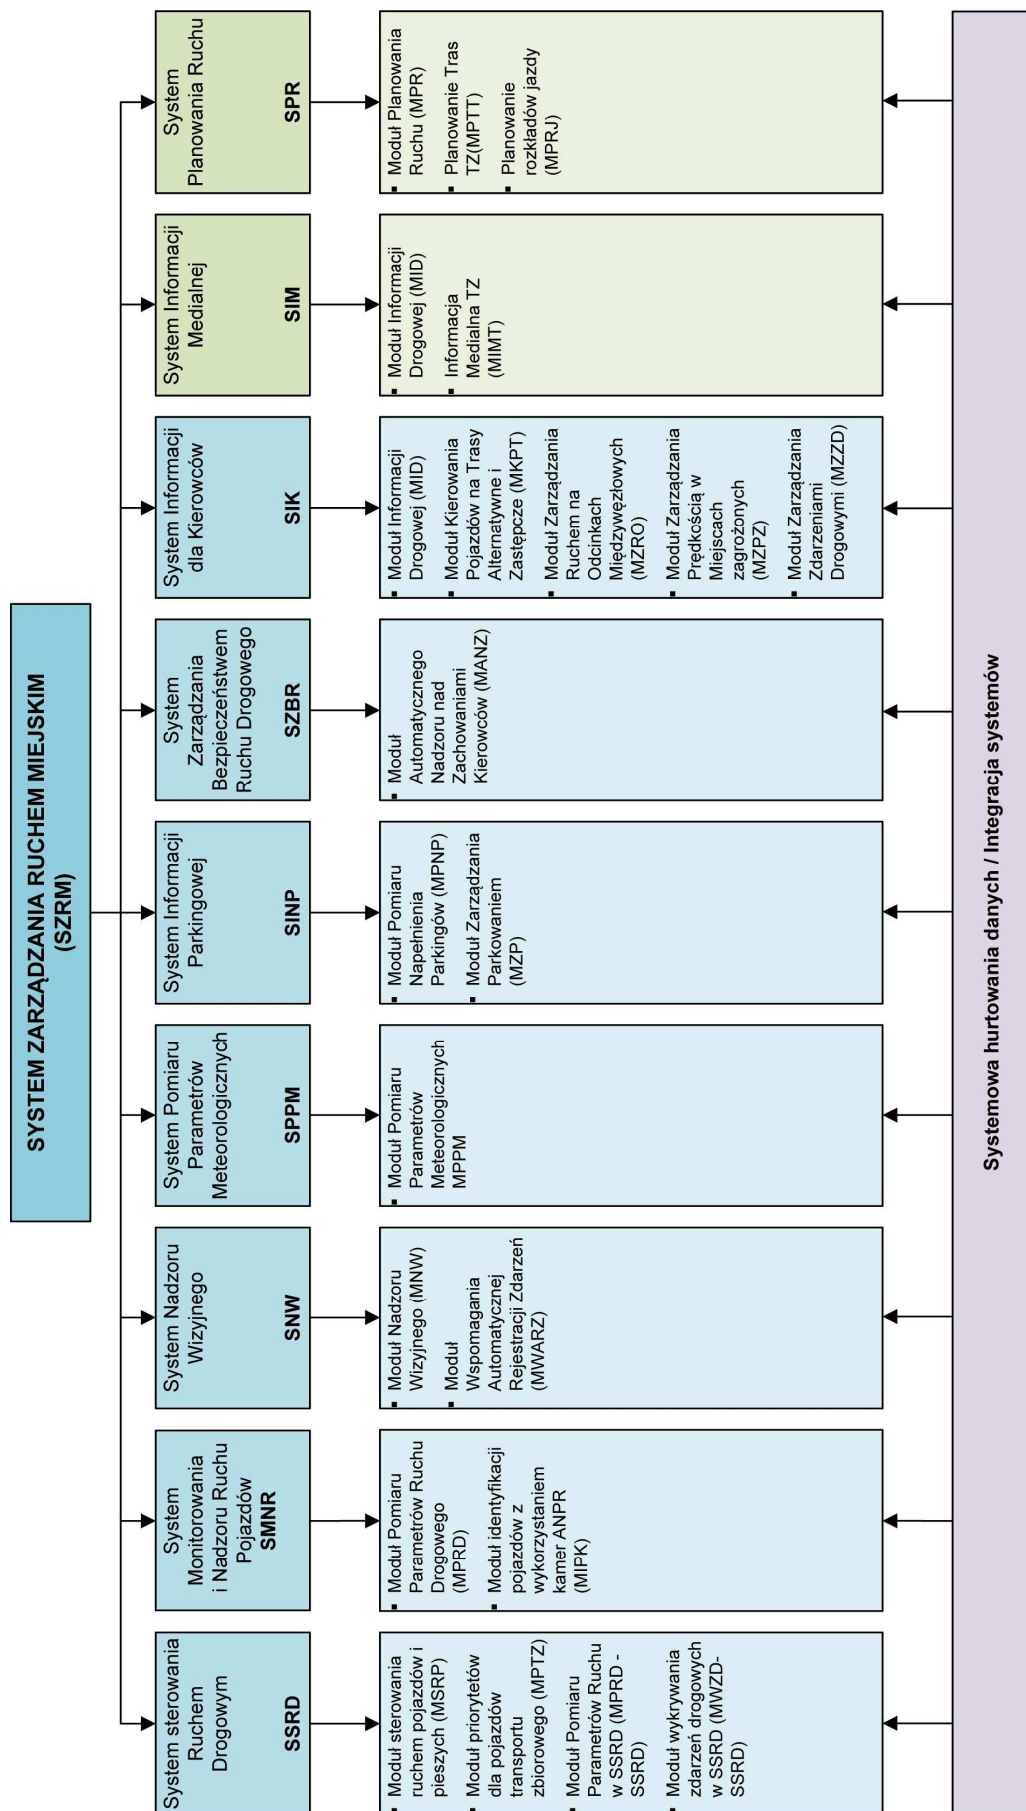 SYSTEM ZARZĄDZANIA RUCHEM MIEJSKIM
(SZRM)
System sterowania
Ruchem
Drogowym
SSRD
System
Monitorowania
i Nadzoru Ruchu
Pojazdów
SMNR
System Nadzoru
Wizyjnego
SNW
System Pomiaru
Parametrów
Meteorologicznych
SPPM
System Informacji
Parkingowej
SINP
System
Zarządzania
Bezpieczeństwem
Ruchu Drogowego
SZBR
System Informacji
dla Kierowców
SIK
System Informacji
Medialnej
SIM
System
Planowania Ruchu
SPR
▪ Moduł sterowania
ruchem pojazdów i
pieszych (MSRP)
▪ Moduł priorytetów
dla pojazdów
transportu
zbiorowego (MPTZ)
▪ Moduł Pomiaru
Parametrów Ruchu
w SSRD (MPRD -
SSRD)
▪ Moduł wykrywania
zdarzeń drogowych
w SSRD (MWZD-
SSRD)
▪ Moduł Pomiaru
Parametrów Ruchu
Drogowego
(MPRD)
▪ Moduł identyfikacji
pojazdów z
wykorzystaniem
kamer ANPR
(MIPK)
▪ Moduł Nadzoru
Wizyjnego (MNW)
▪ Moduł
Wspomagania
Automatycznej
Rejestracji Zdarzeń
(MWARZ)
▪ Moduł Pomiaru
Parametrów
Meteorologicznych
MPPM
▪ Moduł Pomiaru
Napełnienia
Parkingów (MPNP)
▪ Moduł Zarządzania
Parkowaniem
(MZP)
▪ Moduł
Automatycznego
Nadzoru nad
Zachowaniami
Kierowców (MANZ)
▪ Moduł Informacji
Drogowej (MID)
▪ Moduł Kierowania
Pojazdów na Trasy
Alternatywne i
Zastępcze (MKPT)
▪ Moduł Zarządzania
Ruchem na
Odcinkach
Międzywęzłowych
(MZRO)
▪ Moduł Zarządzania
Prędkością w
Miejscach
zagrożonych
(MZPZ)
▪ Moduł Zarządzania
Zdarzeniami
Drogowymi (MZZD)
▪ Moduł Informacji
Drogowej (MID)
▪ Informacja
Medialna TZ
(MIMT)
▪ Moduł Planowania
Ruchu (MPR)
▪ Planowanie Tras
TZ(MPTT)
▪ Planowanie
rozkładów jazdy
(MPRJ)
Systemowa hurtowania danych / Integracja systemów